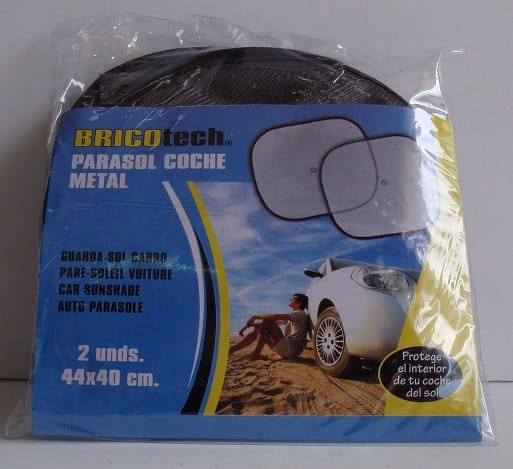 BRICOtech
PARASOL COCHE
METAL
GUARDA-SOL CARRO
PARE-SOLEIL VOITURE
CAR SUNSHADE
AUTO PARASOLE
2 unds.
44x40 cm.
Protege
el interior
de tu coche
del sol